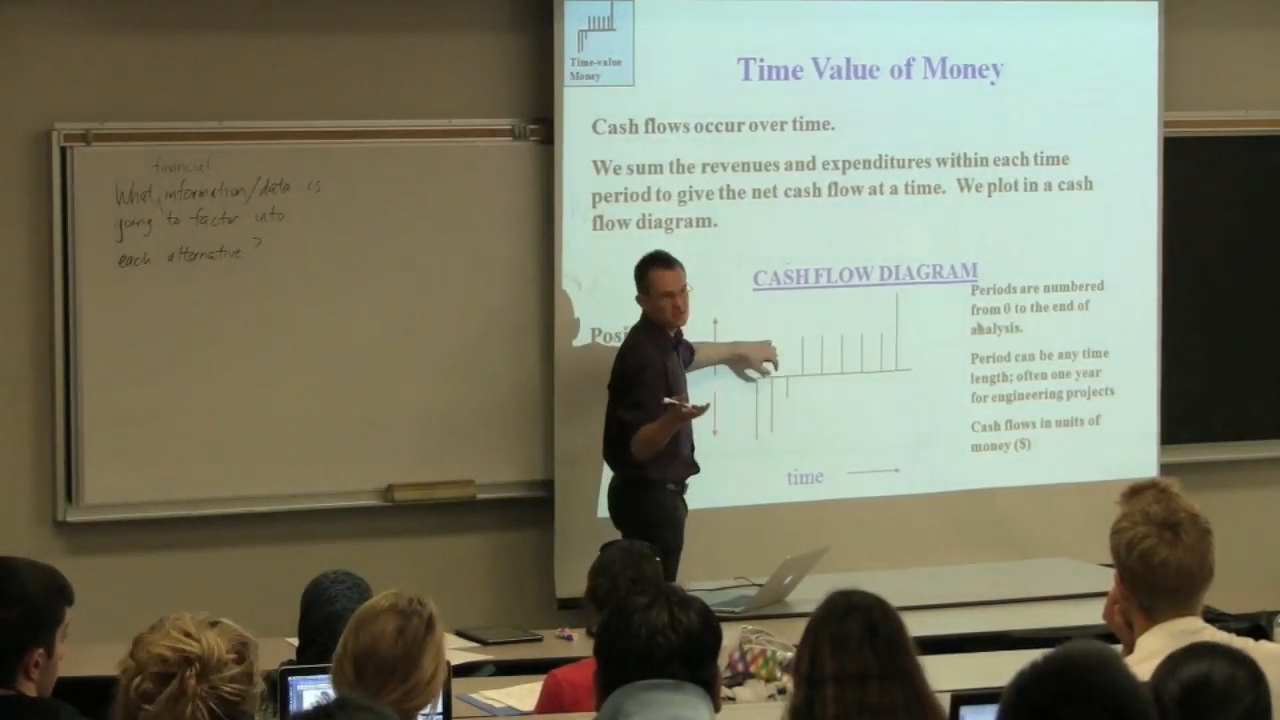 financial
What information/data is
going to factor into
each alternative ?
Time-value
Money
Time Value of Money
Cash flows occur over time.
We sum the revenues and expenditures within each time
period to give the net cash flow at a time. We plot in a cash
flow diagram.
CASH FLOW DIAGRAM
Posi
Periods are numbered
from 0 to the end of
analysis.
Period can be any time
length; often one year
for engineering projects
Cash flows in units of
money ($)
time